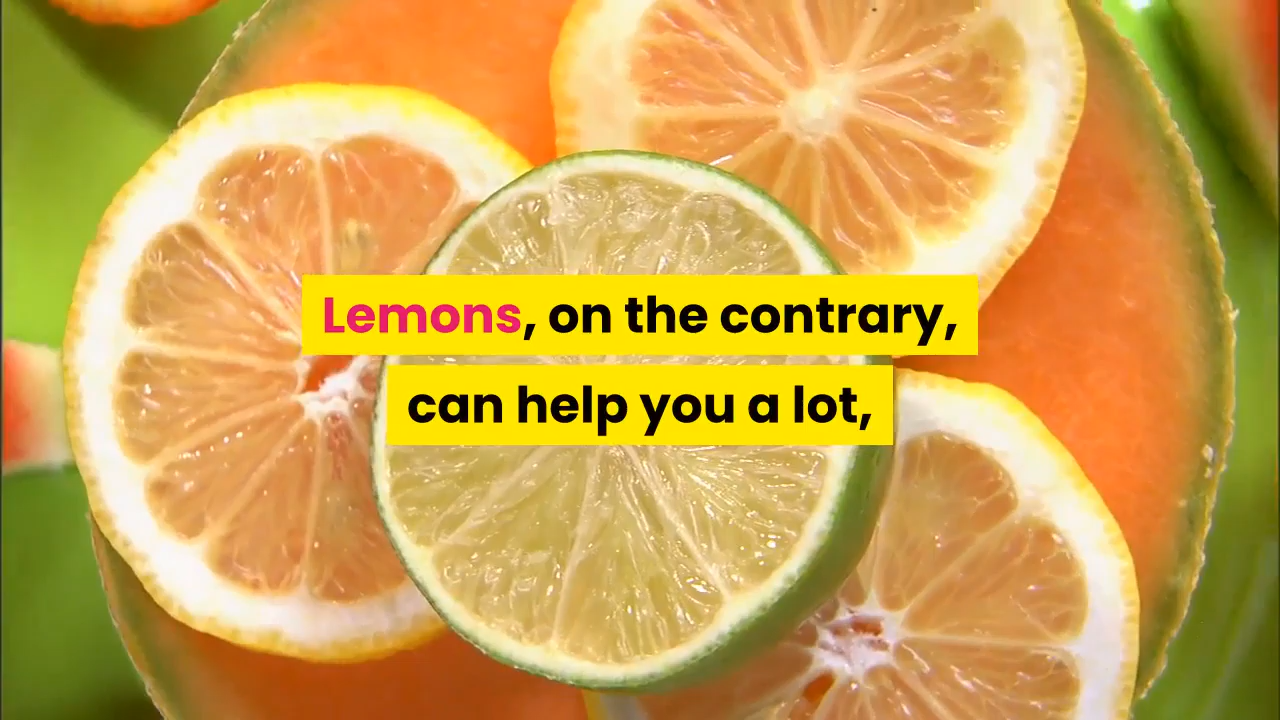 Lemons, on the contrary,
can help you a lot,